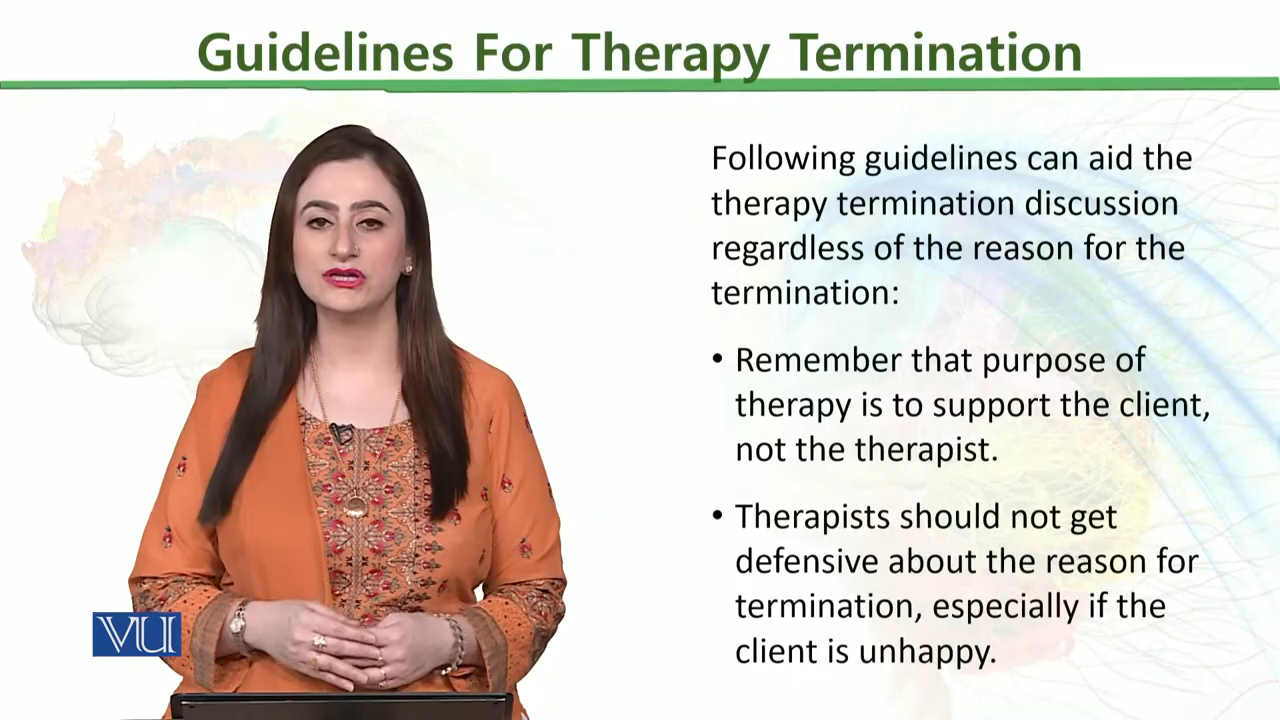 Guidelines For Therapy Termination
Following guidelines can aid the
therapy termination discussion
regardless of the reason for the
termination:
• Remember that purpose of
therapy is to support the client,
not the therapist.
• Therapists should not get
defensive about the reason for
termination, especially if the
client is unhappy.
VU